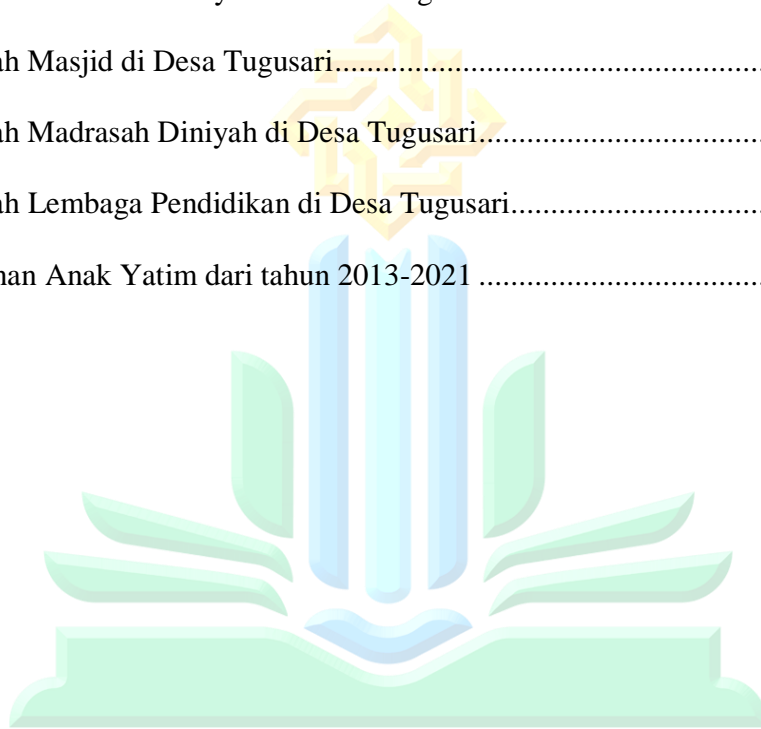 ah Masjid di Desa Tugusari......................................................
ah Madrasah Diniyah di Desa Tugusari...................................
ah Lembaga Pendidikan di Desa Tugusari...............................
nan Anak Yatim dari tahun 2013-2021 ...................................